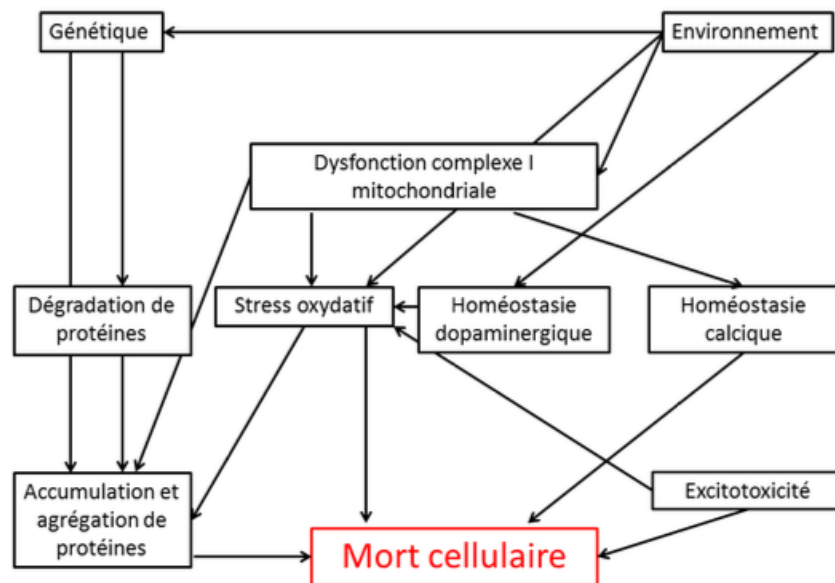 Génétique
Environnement
Dysfonction complexe I
mitochondriale
Dégradation de
protéines
Stress oxydatif
Homéostasie
dopaminergique
Homéostasie
calcique
Accumulation et
agrégation de
protéines
Excitotoxicité
Mort cellulaire